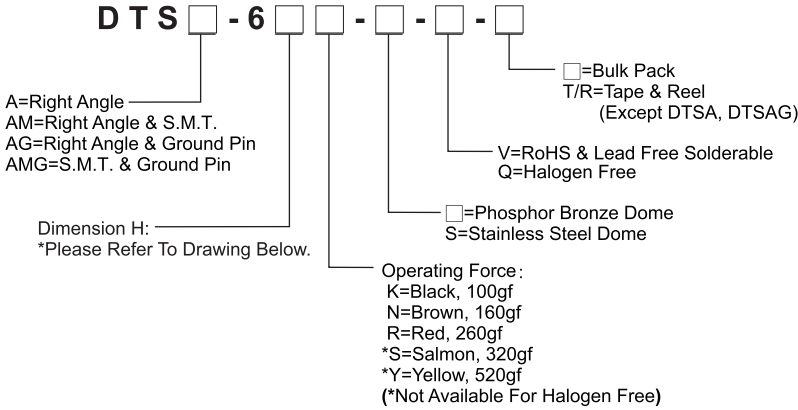 DTS□-6□□-□-□-□
□=Bulk Pack
T/R=Tape & Reel
(Except DTSA, DTSAG)
A=Right Angle
AM=Right Angle & S.M.T.
AG=Right Angle & Ground Pin
AMG=S.M.T. & Ground Pin
V=RoHS & Lead Free Solderable
Q=Halogen Free
□=Phosphor Bronze Dome
S=Stainless Steel Dome
Dimension H:
*Please Refer To Drawing Below.
Operating Force:
K=Black, 100gf
N=Brown, 160gf
R=Red, 260gf
*S=Salmon, 320gf
*Y=Yellow, 520gf
(*Not Available For Halogen Free)